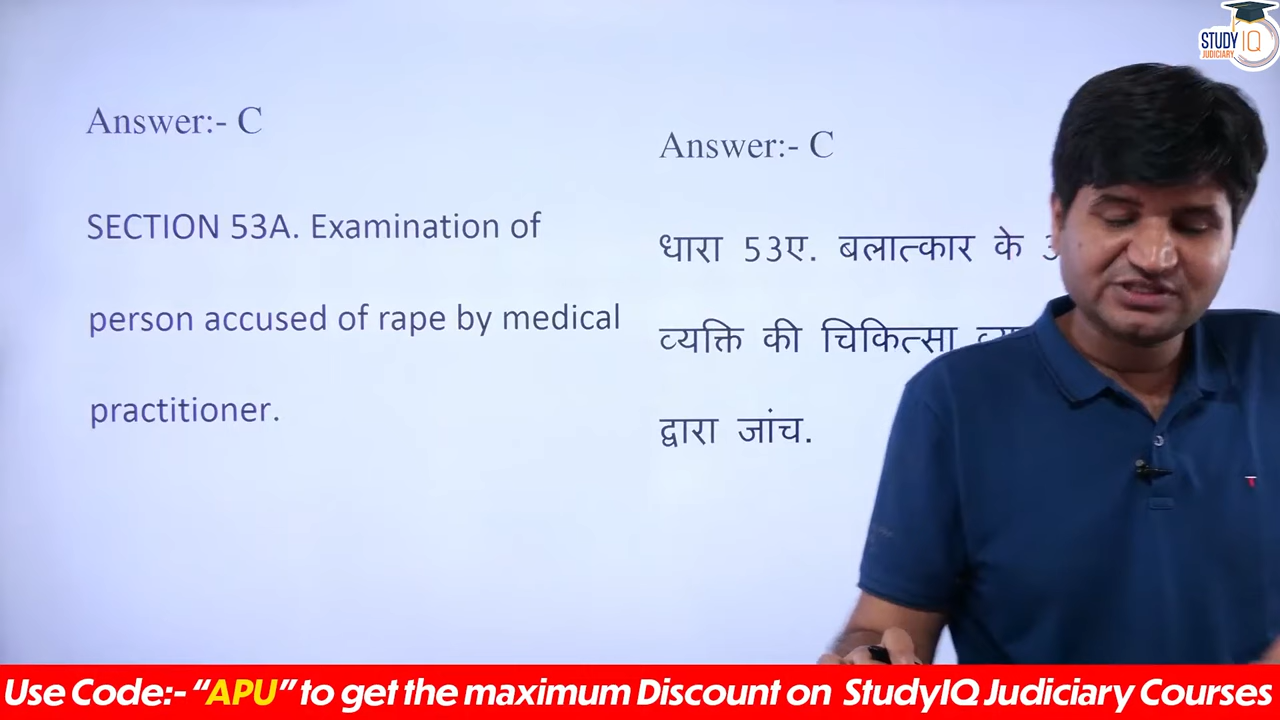 STUDY IQ
JUDICIARY
Answer:- C
SECTION 53A. Examination of
person accused of rape by medical
practitioner.
Answer:- C
धारा 53ए. बलात्कार के
व्यक्ति की चिकित्सा
द्वारा जांच.
Use Code:- “APU” to get the maximum Discount on StudyIQ Judiciary Courses